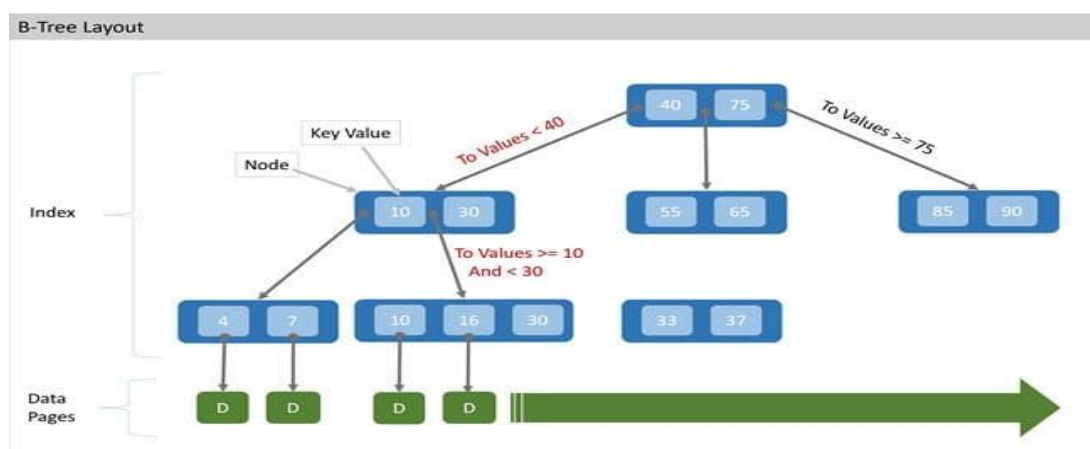 B-Tree Layout
40 75
To Values < 40
To Values >= 75
Key Value
Node
Index
10 30
55 65
85 90
To Values >= 10
And < 30
4 7
10 16 30
33 37
Data
Pages
D D D D